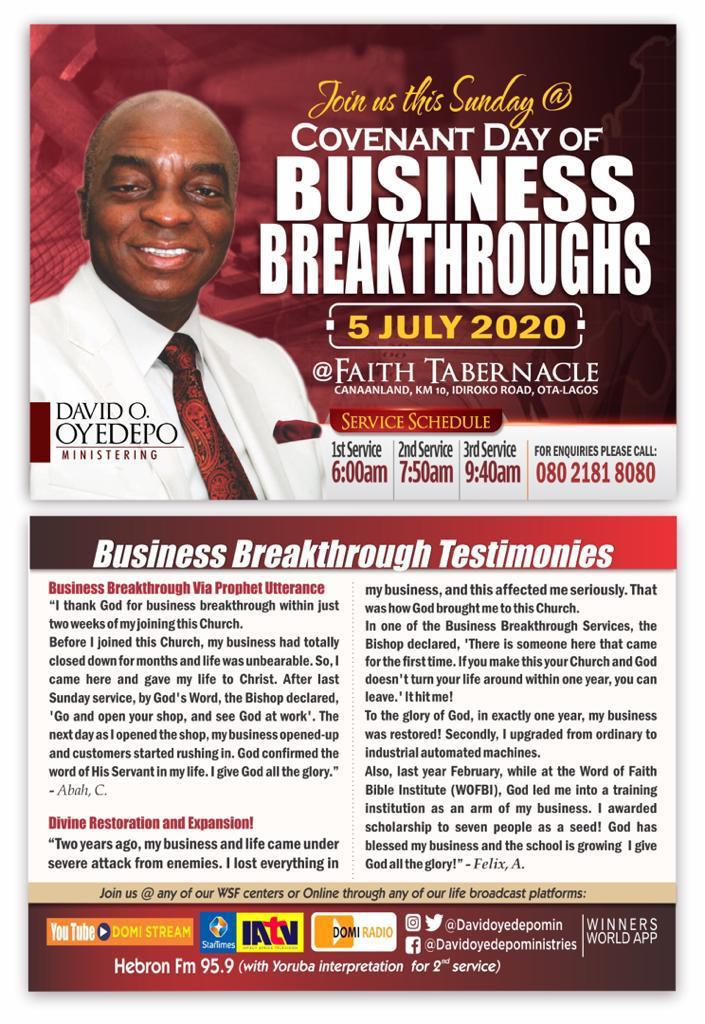 Join us this Sunday @
COVENANT DAY OF
BUSINESS
BREAKTHROUGHS
5 JULY 2020
@FAITH TABERNACLE
CANAANLAND, KM 10, IDIROKO ROAD, OTA-LAGOS
DAVID O.
OYEDEPO
MINISTERING
SERVICE SCHEDULE
1st Service 2nd Service 3rd Service FOR ENQUIRIES PLEASE CALL:
6:00am 7:50am 9:40am 080 2181 8080
Business Breakthrough Testimonies
Business Breakthrough Via Prophet Utterance
“I thank God for business breakthrough within just
two weeks of my joining this Church.
Before I joined this Church, my business had totally
closed down for months and life was unbearable. So, I
came here and gave my life to Christ. After last
Sunday service, by God's Word, the Bishop declared,
'Go and open your shop, and see God at work'. The
next day as I opened the shop, my business opened-up
and customers started rushing in. God confirmed the
word of His Servant in my life. I give God all the glory.”
- Abah, C.
Divine Restoration and Expansion!
“Two years ago, my business and life came under
severe attack from enemies. I lost everything in
my business, and this affected me seriously. That
was how God brought me to this Church.
In one of the Business Breakthrough Services, the
Bishop declared, 'There is someone here that came
for the first time. If you make this your Church and God
doesn't turn your life around within one year, you can
leave.' It hit me!
To the glory of God, in exactly one year, my business
was restored! Secondly, I upgraded from ordinary to
industrial automated machines.
Also, last year February, while at the Word of Faith
Bible Institute (WOFBI), God led me into a training
institution as an arm of my business. I awarded
scholarship to seven people as a seed! God has
blessed my business and the school is growing I give
God all the glory!” - Felix, A.
Join us @ any of our WSF centers or Online through any of our life broadcast platforms:
You Tube DOMI STREAM
StarTimes
IATV
IMPACT AFRICA TELEVISION
DOMI RADIO
@Davidoyedepomin
@Davidoyedepoministries
WINNERS
WORLD APP
Hebron Fm 95.9 (with Yoruba interpretation for 2nd service)